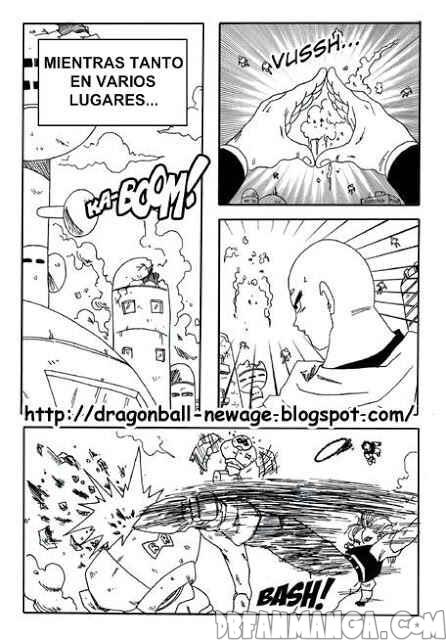 MIENTRAS TANTO
EN VARIOS
LUGARES...
VUSSH...
KA-BOOM!
http://dragonball-newage.blogspot.com/
BASH!
DBFANMANGA.COM